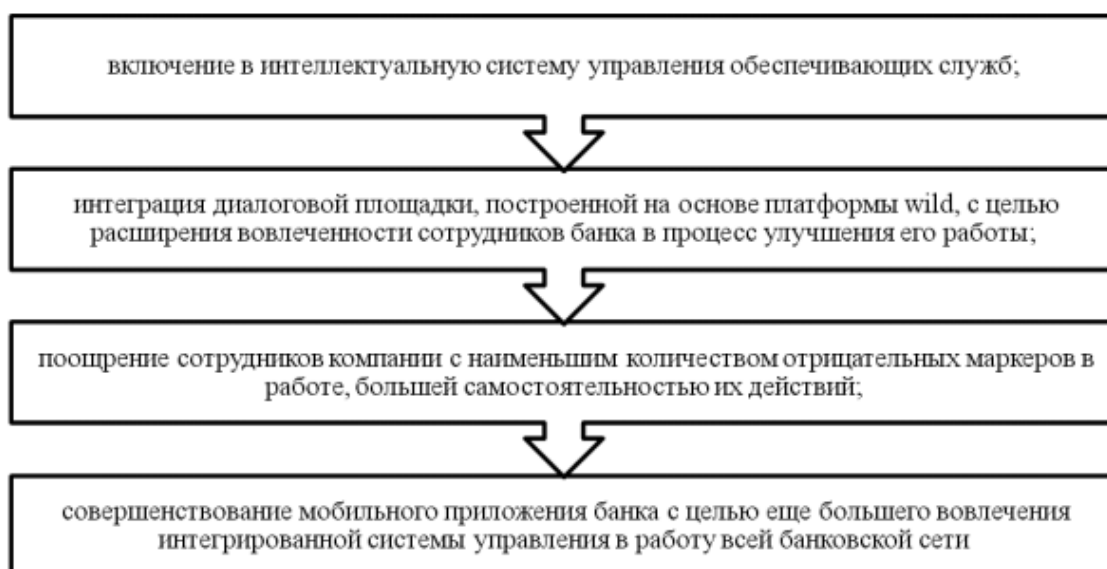 включение в интеллектуальную систему управления обеспечивающих служб;
интеграция диалоговой площадки, построенной на основе платформы wild, с целью
расширения вовлеченности сотрудников банка в процесс улучшения его работы;
поощрение сотрудников компании с наименьшим количеством отрицательных маркеров в
работе, большей самостоятельностью их действий;
совершенствование мобильного приложения банка с целью еще большего вовлечения
интегрированной системы управления в работу всей банковской сети